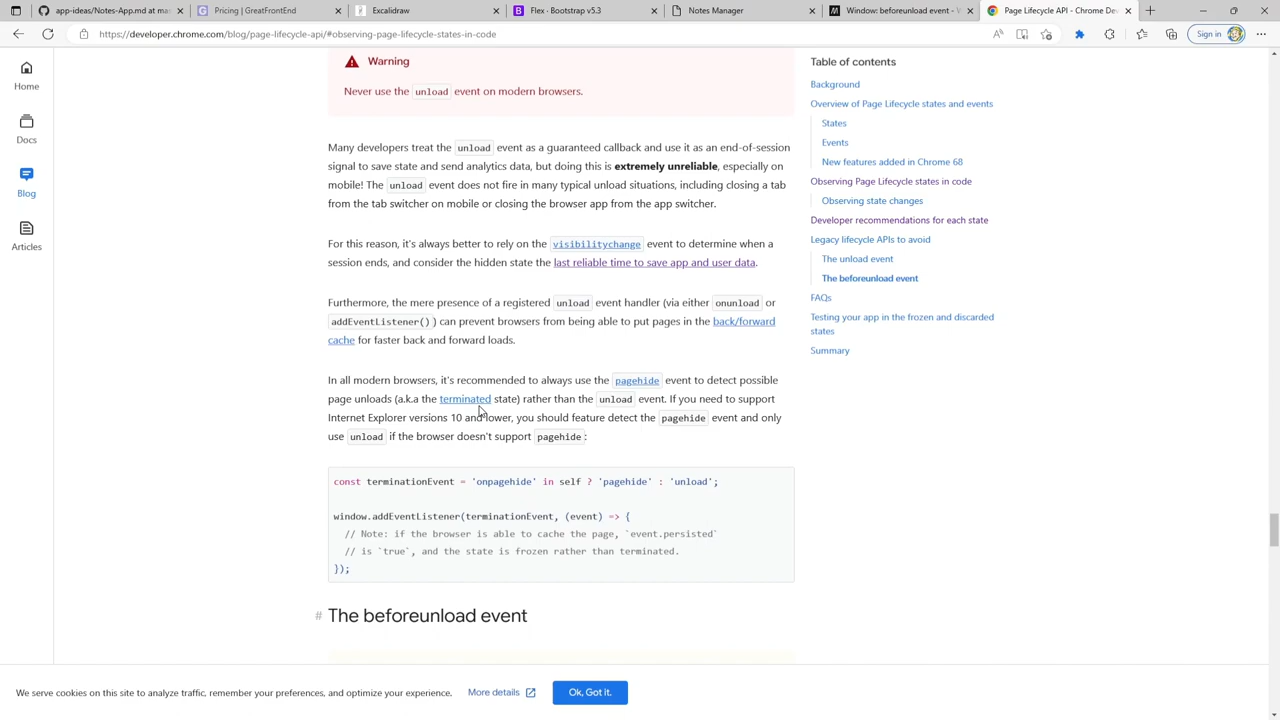 app-ideas/Notes-App.md at mas
Pricing | GreatFrontEnd
Excalidraw
Flex · Bootstrap v5.3
Notes Manager
Window: beforeunload event - W
Page Lifecycle API - Chrome Dev
https://developer.chrome.com/blog/page-lifecycle-api/#observing-page-lifecycle-states-in-code
Sign in
Home
Docs
Blog
Articles
Warning
Never use the unload event on modern browsers.
Many developers treat the unload event as a guaranteed callback and use it as an end-of-session
signal to save state and send analytics data, but doing this is extremely unreliable, especially on
mobile! The unload event does not fire in many typical unload situations, including closing a tab
from the tab switcher on mobile or closing the browser app from the app switcher.
For this reason, it's always better to rely on the visibilitychange event to determine when a
session ends, and consider the hidden state the last reliable time to save app and user data.
Furthermore, the mere presence of a registered unload event handler (via either onunload or
addEventListener() ) can prevent browsers from being able to put pages in the back/forward
cache for faster back and forward loads.
In all modern browsers, it's recommended to always use the pagehide event to detect possible
page unloads (a.k.a the terminated state) rather than the unload event. If you need to support
Internet Explorer versions 10 and lower, you should feature detect the pagehide event and only
use unload if the browser doesn't support pagehide:
const terminationEvent = 'onpagehide' in self ? 'pagehide' : 'unload';
window.addEventListener(terminationEvent, (event) => {
// Note: if the browser is able to cache the page, `event.persisted`
// is `true`, and the state is frozen rather than terminated.
});
# The beforeunload event
Table of contents
Background
Overview of Page Lifecycle states and events
States
Events
New features added in Chrome 68
Observing Page Lifecycle states in code
Observing state changes
Developer recommendations for each state
Legacy lifecycle APIs to avoid
The unload event
The beforeunload event
FAQs
Testing your app in the frozen and discarded
states
Summary
We serve cookies on this site to analyze traffic, remember your preferences, and optimize your experience.
More details
Ok, Got it.